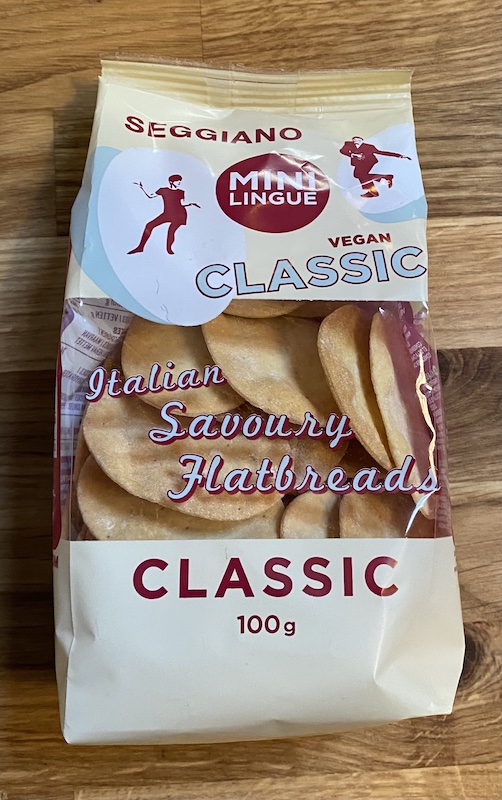 SEGGIANO
MINI
LINGUE
VEGAN
CLASSIC
Italian
Savoury
Flatbreads
CLASSIC
100g